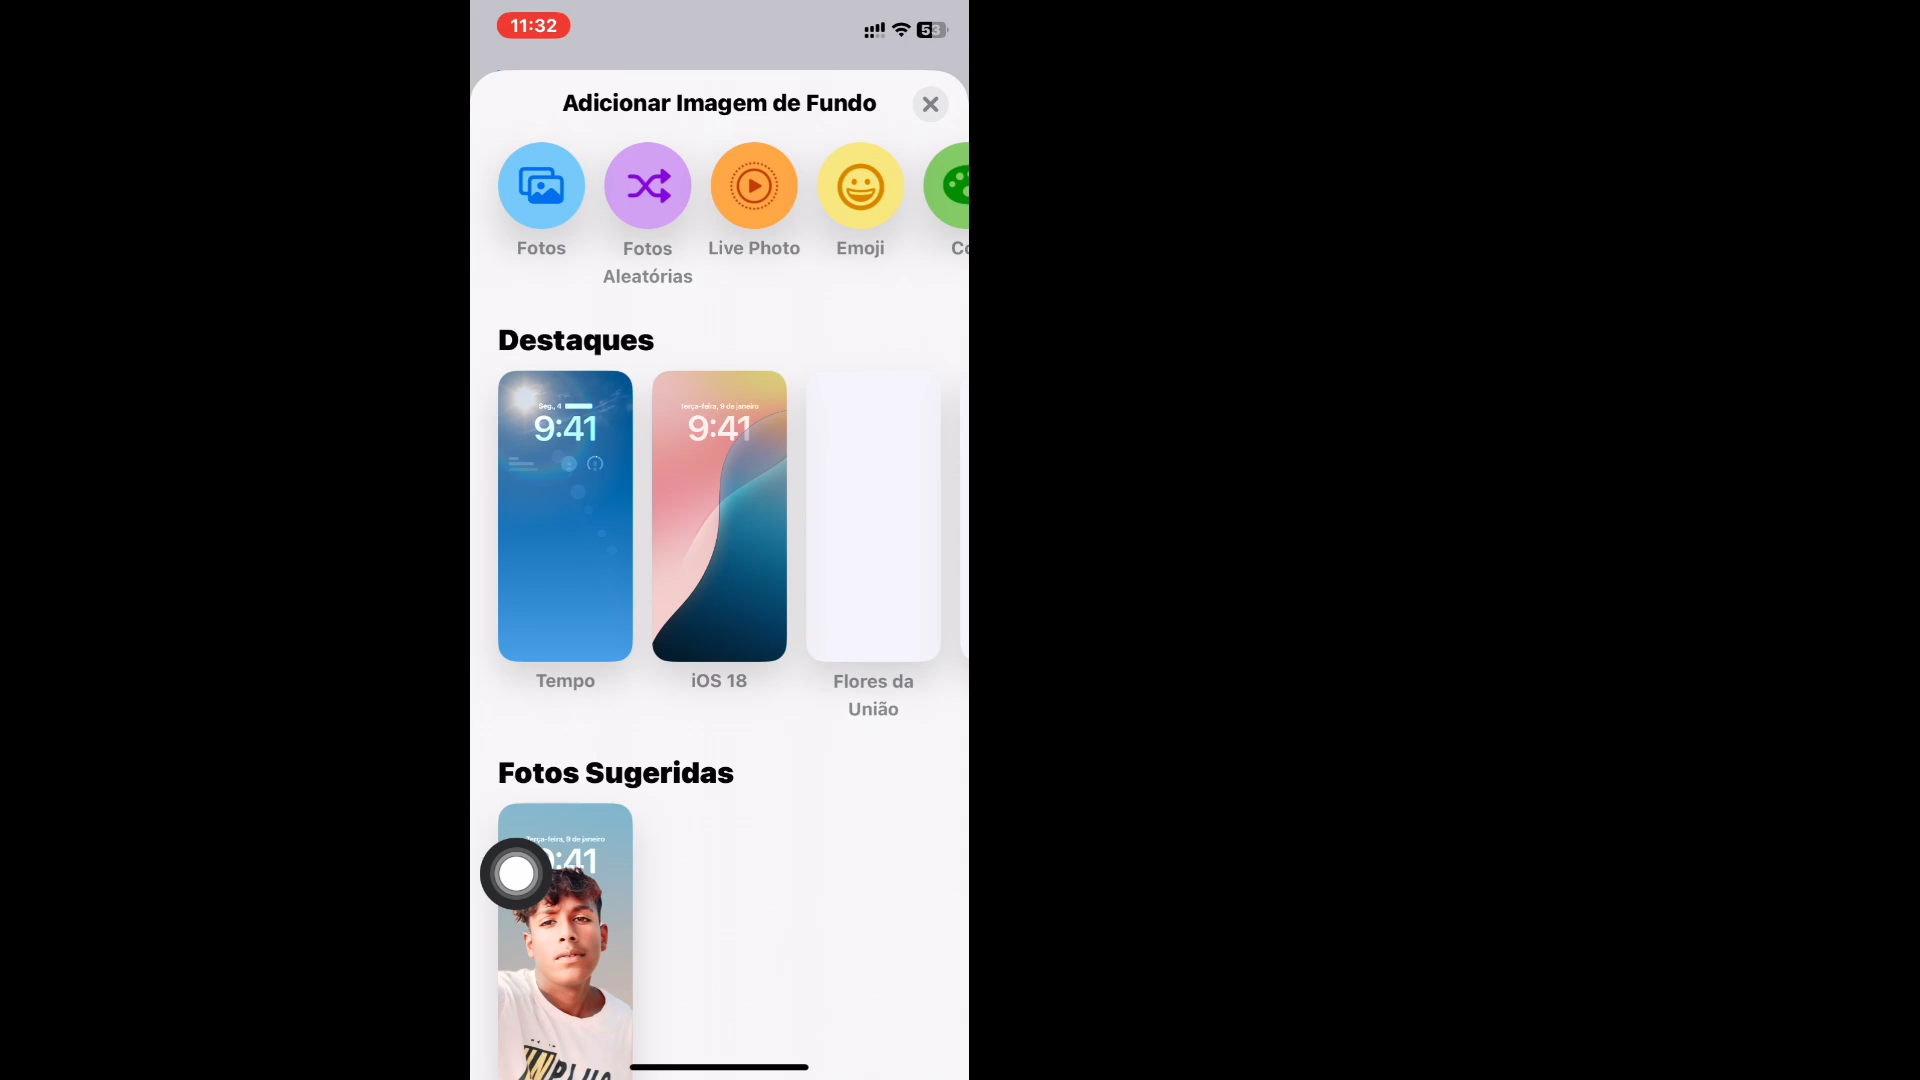 11:32
53
Adicionar Imagem de Fundo
Fotos
Fotos
Aleatórias
Live Photo
Emoji
Destaques
Seg., 4
9:41
Terça-feira, 9 de janeiro
9:41
Tempo
iOS 18
Flores da
União
Fotos Sugeridas
Terça-feira, 9 de janeiro
:41